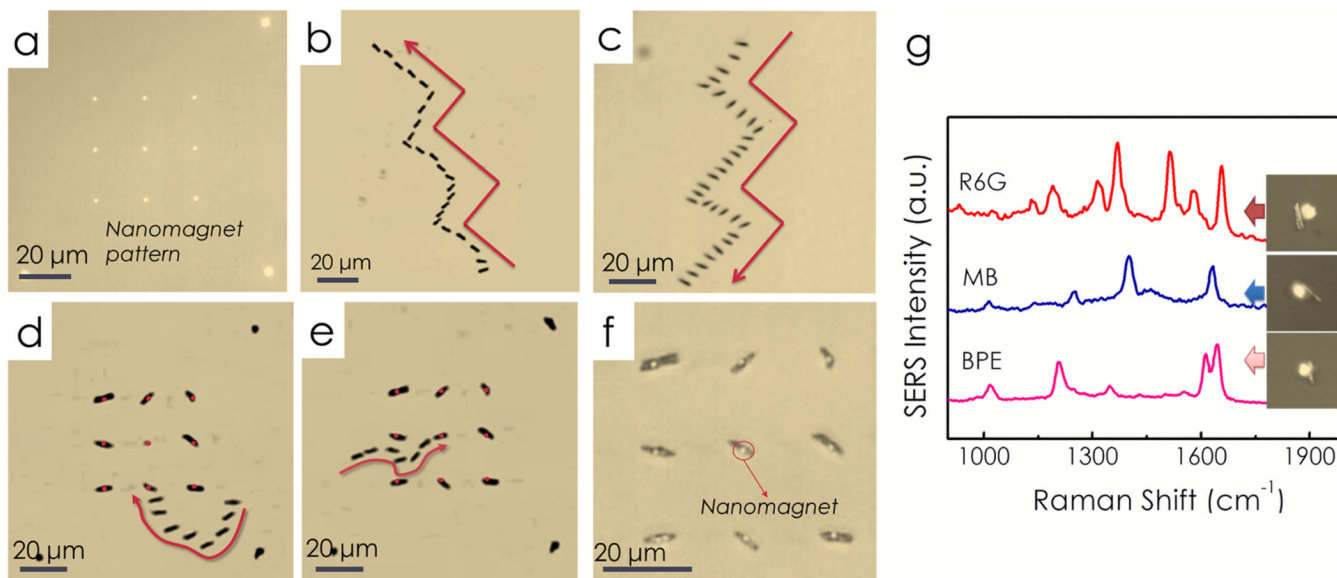 a
Nanomagnet
pattern
20 µm
b
20 µm
c
20 µm
d
20 µm
e
20 µm
f
Nanomagnet
20 µm
g
SERS Intensity (a.u.)
R6G
MB
BPE
1000 1300 1600 1900
Raman Shift (cm⁻¹)